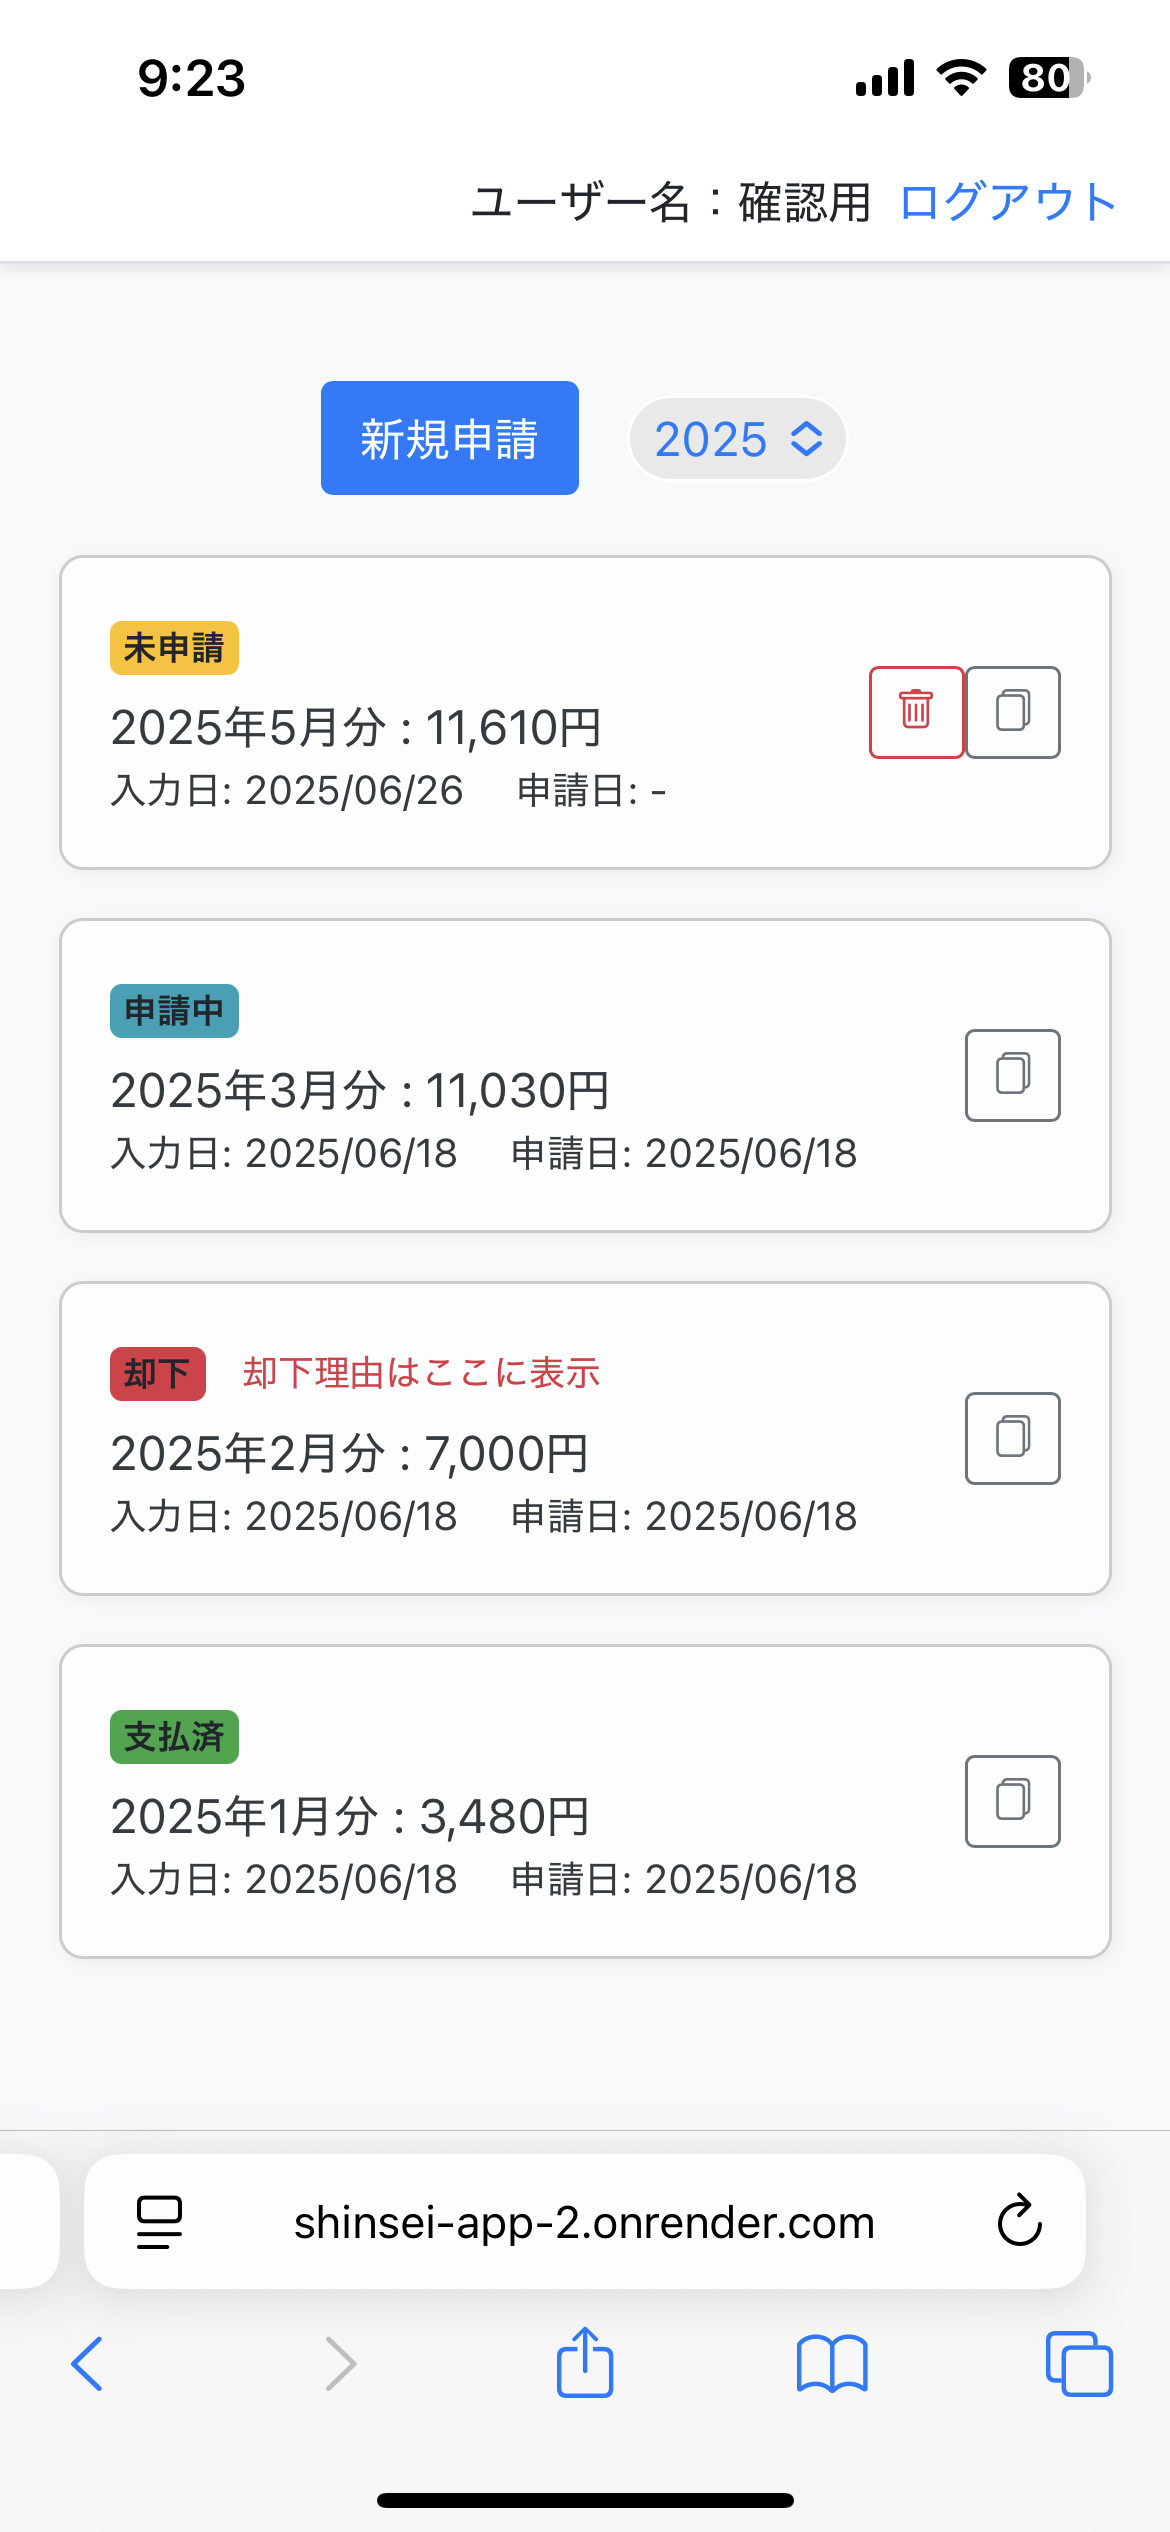 9:23
80
ユーザー名：確認用 ログアウト
新規申請
2025
未申請
2025年5月分 : 11,610円
入力日: 2025/06/26 申請日: -
申請中
2025年3月分 : 11,030円
入力日: 2025/06/18 申請日: 2025/06/18
却下 却下理由はここに表示
2025年2月分 : 7,000円
入力日: 2025/06/18 申請日: 2025/06/18
支払済
2025年1月分 : 3,480円
入力日: 2025/06/18 申請日: 2025/06/18
shinsei-app-2.onrender.com